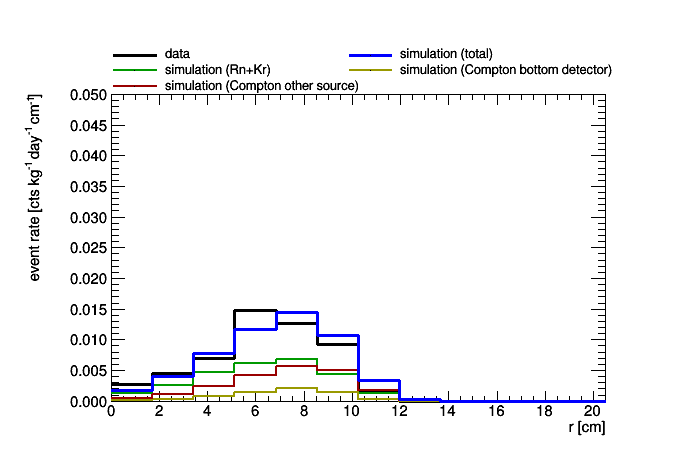 data
simulation (total)
simulation (Rn+Kr)
simulation (Compton bottom detector)
simulation (Compton other source)
event rate [cts kg⁻¹ day⁻¹ cm⁻¹]
0.050
0.045
0.040
0.035
0.030
0.025
0.020
0.015
0.010
0.005
0.000
0 2 4 6 8 10 12 14 16 18 20
r [cm]